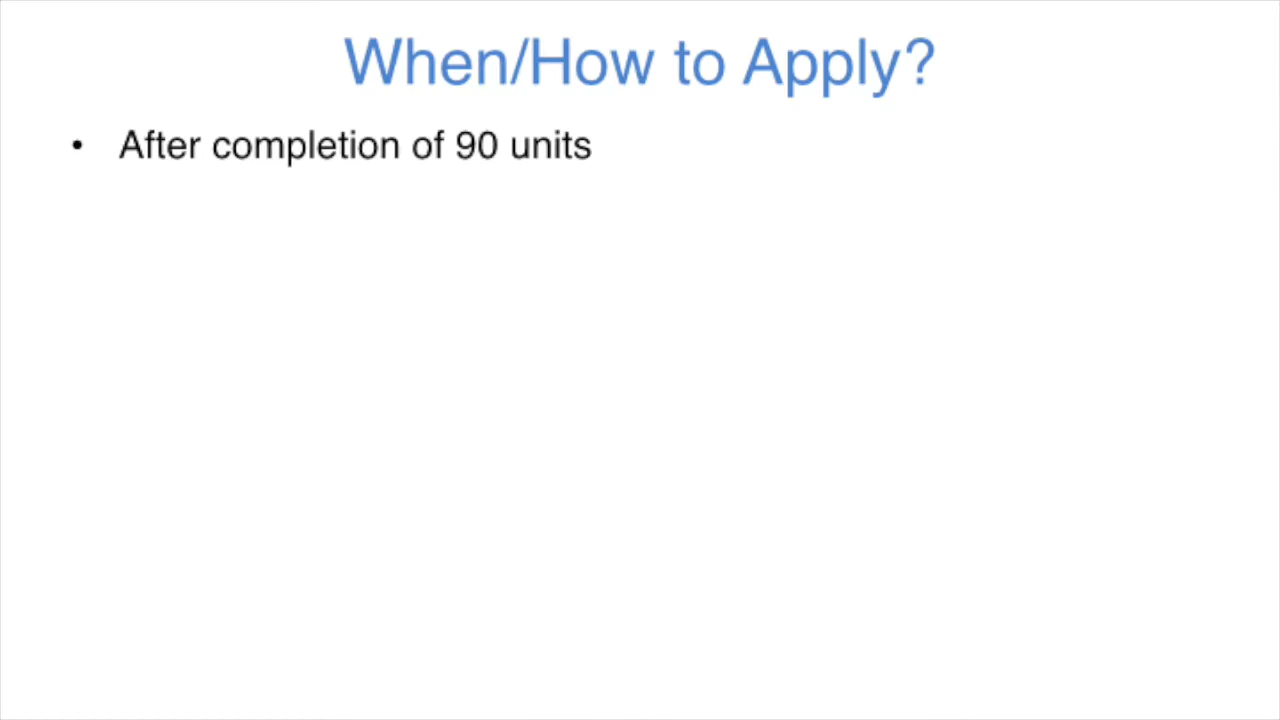 When/How to Apply?
• After completion of 90 units